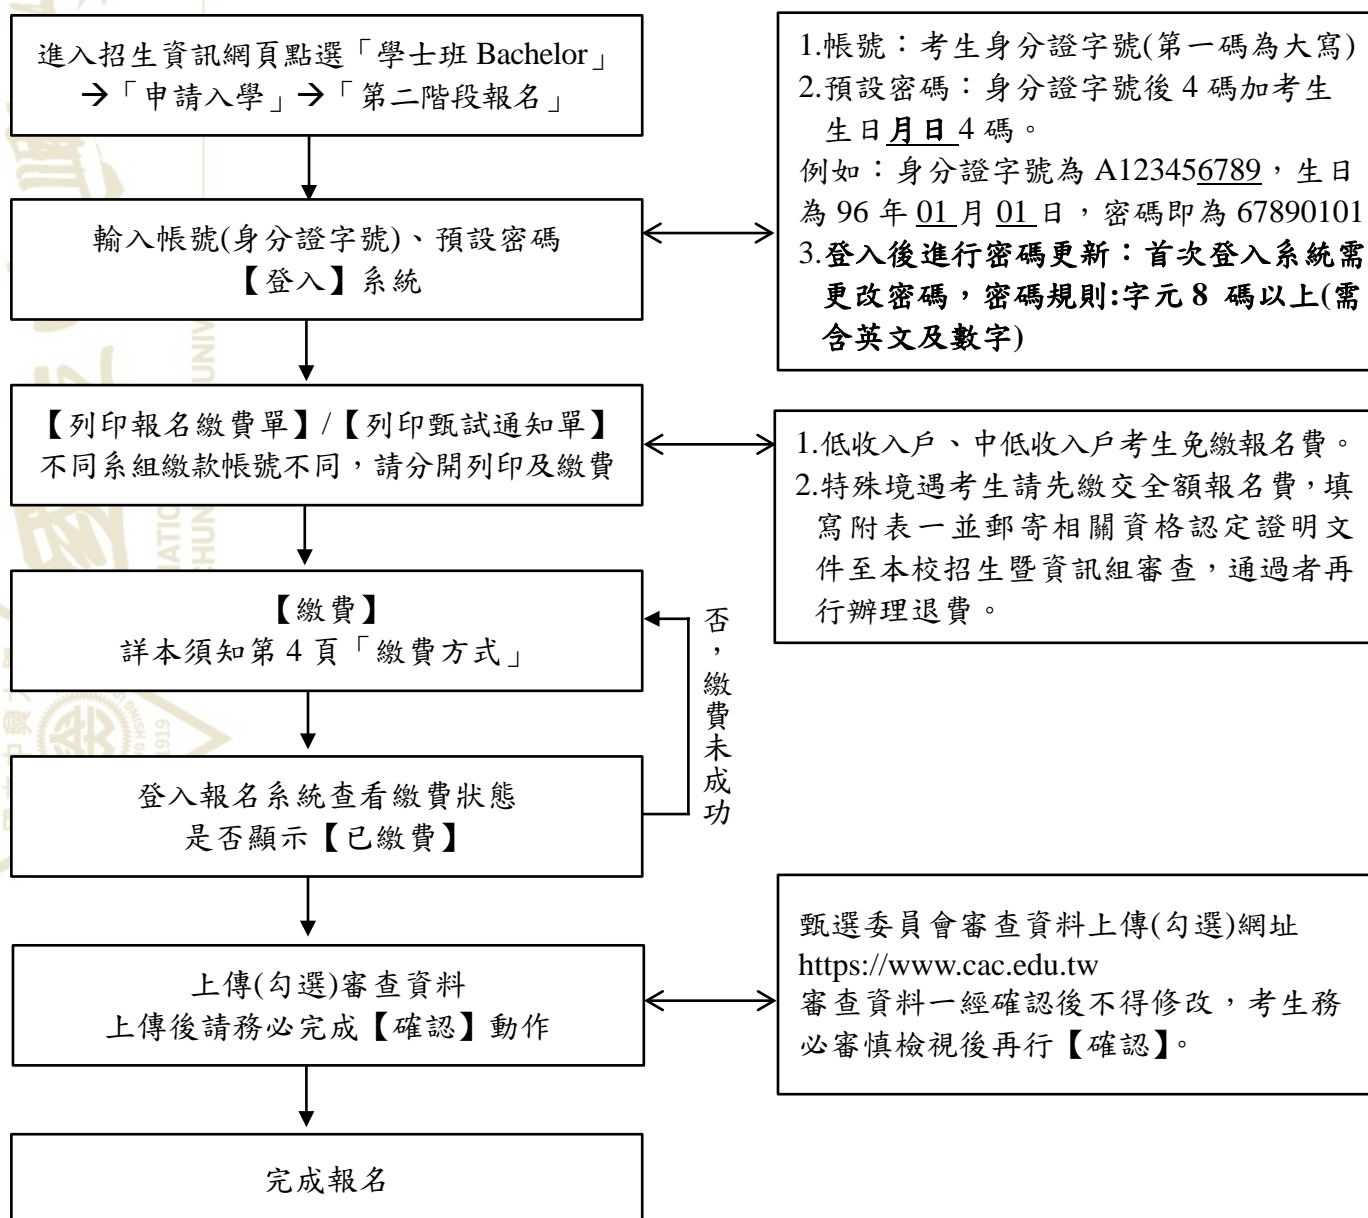 進入招生資訊網頁點選「學士班 Bachelor」
→「申請入學」→「第二階段報名」
1.帳號：考生身分證字號(第一碼為大寫)
2.預設密碼：身分證字號後 4 碼加考生
生日月日 4 碼。
例如：身分證字號為 A123456789，生日
為 96 年 01 月 01 日，密碼即為 67890101
3.登入後進行密碼更新：首次登入系統需
更改密碼，密碼規則:字元 8 碼以上(需
含英文及數字)
輸入帳號(身分證字號)、預設密碼
【登入】系統
【列印報名繳費單】/【列印甄試通知單】
不同系組繳款帳號不同，請分開列印及繳費
1.低收入戶、中低收入戶考生免繳報名費。
2.特殊境遇考生請先繳交全額報名費，填
寫附表一並郵寄相關資格認定證明文
件至本校招生暨資訊組審查，通過者再
行辦理退費。
【繳費】
詳本須知第 4 頁「繳費方式」
否，繳費未成功
登入報名系統查看繳費狀態
是否顯示【已繳費】
上傳(勾選)審查資料
上傳後請務必完成【確認】動作
甄選委員會審查資料上傳(勾選)網址
https://www.cac.edu.tw
審查資料一經確認後不得修改，考生務
必審慎檢視後再行【確認】。
完成報名
1919